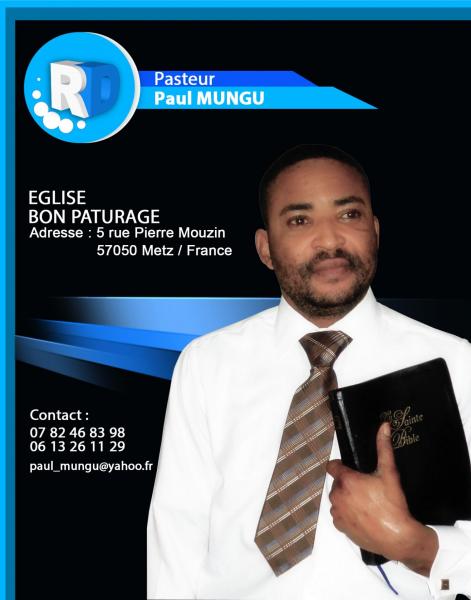 RD
Pasteur
Paul MUNGU
EGLISE
BON PATURAGE
Adresse : 5 rue Pierre Mouzin
57050 Metz / France
Contact :
07 82 46 83 98
06 13 26 11 29
paul_mungu@yahoo.fr
La Sainte
Bible